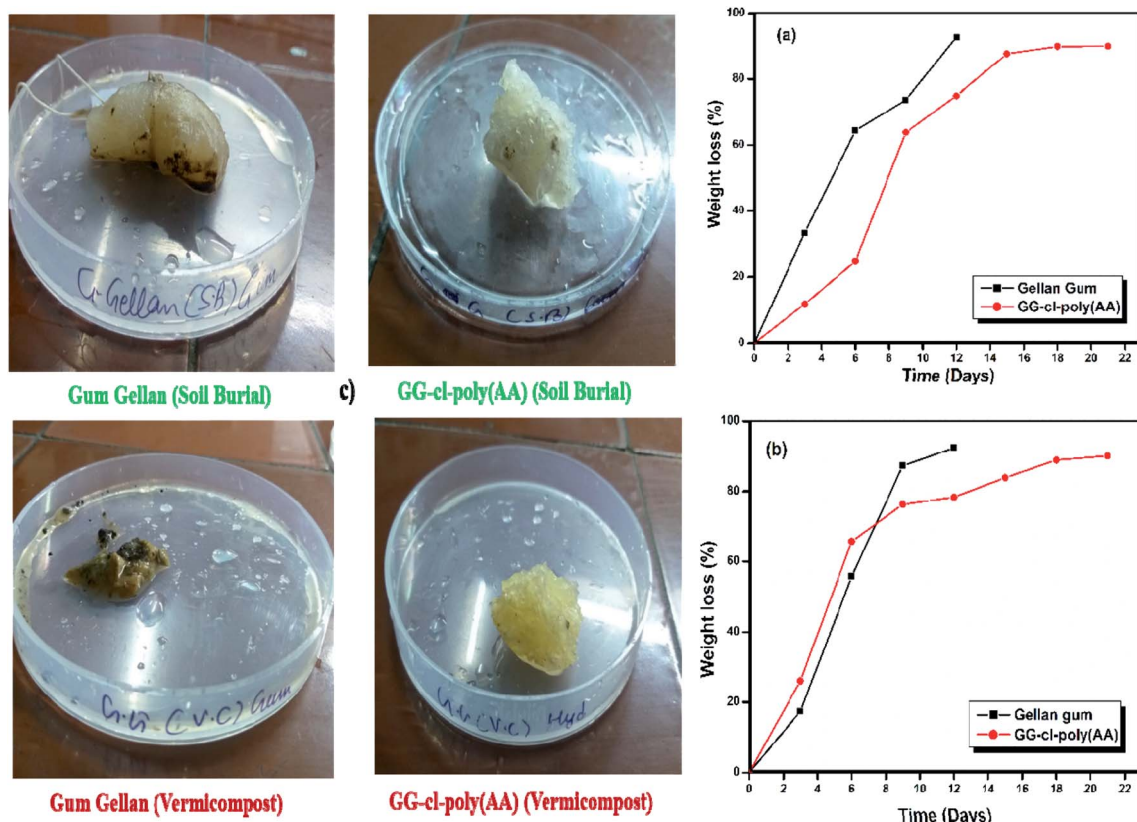 G-Gellan (S.B) Gum
Gum Gellan (Soil Burial)
c)
(S.B)
GG-cl-poly(AA) (Soil Burial)
G.G (V.C) Gum
Gum Gellan (Vermicompost)
G.G (V.C) Hyd
GG-cl-poly(AA) (Vermicompost)
(a)
Weight loss (%)
80
60
40
20
0
Gellan Gum
GG-cl-poly(AA)
0 2 4 6 8 10 12 14 16 18 20 22
Time (Days)
(b)
Weight loss (%)
100
80
60
40
20
0
Gellan gum
GG-cl-poly(AA)
0 2 4 6 8 10 12 14 16 18 20 22
Time (Days)